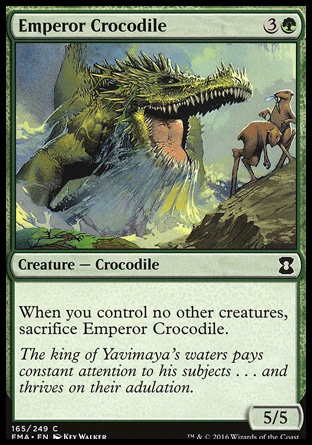 Emperor Crocodile 3
Creature — Crocodile
When you control no other creatures,
sacrifice Emperor Crocodile.
The king of Yavimaya's waters pays
constant attention to his subjects . . . and
thrives on their adulation.
5/5
165/249 C
EMA • EN Kev Walker
™ & © 2016 Wizards of the Coast